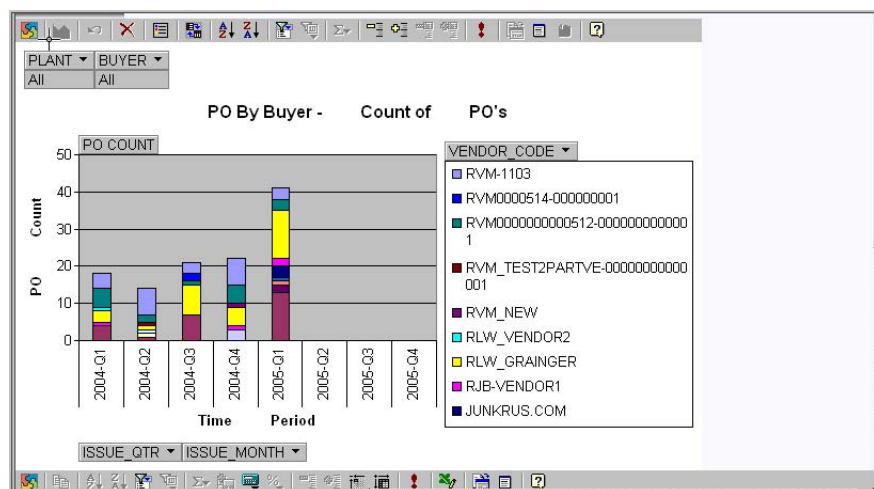 PLANT BUYER
All All
PO By Buyer - Count of PO's
PO COUNT
VENDOR_CODE
50
40
30
20
10
0
PO Count
RVM-1103
RVM0000514-000000001
RVM0000000000512-000000000000
1
RVM_TEST2PARTVE-00000000000
001
RVM_NEW
RLW_VENDOR2
RLW_GRAINGER
RJB-VENDOR1
JUNKRUS.COM
2004-Q1 2004-Q2 2004-Q3 2004-Q4 2005-Q1 2005-Q2 2005-Q3 2005-Q4
Time Period
ISSUE_QTR ISSUE_MONTH